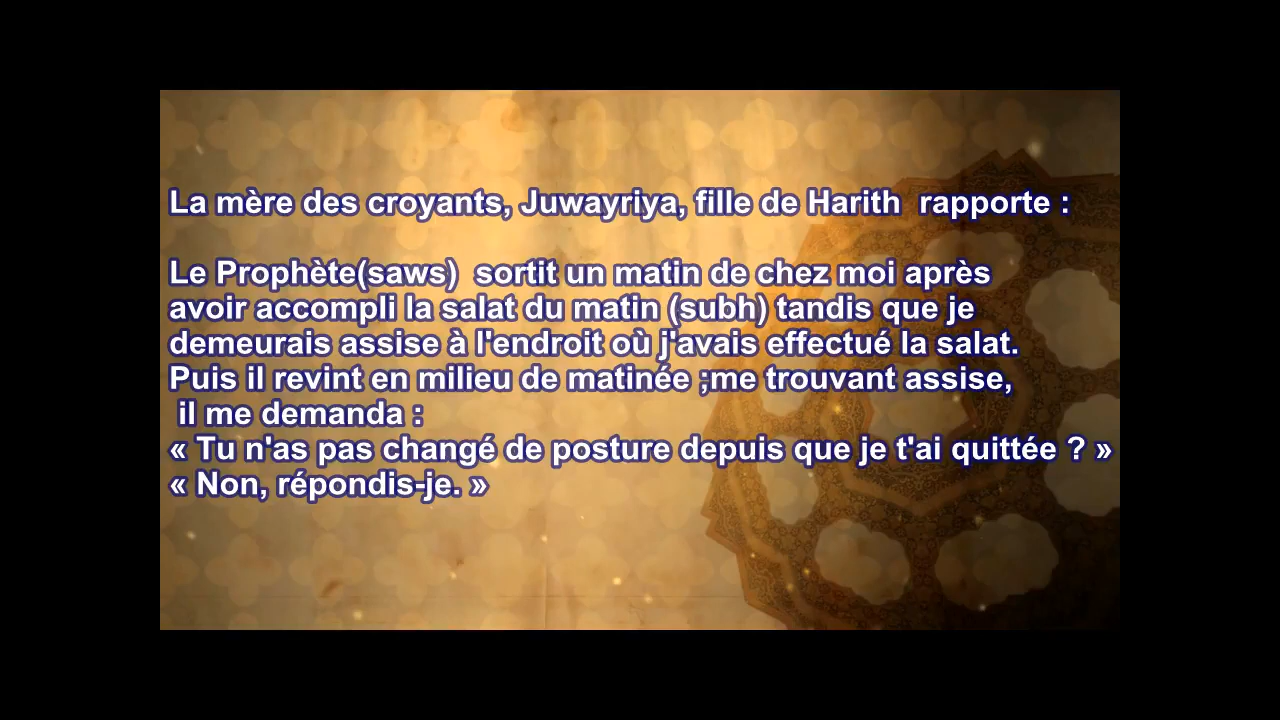 La mère des croyants, Juwayriya, fille de Harith  rapporte :
Le Prophète(saws)  sortit un matin de chez moi après
avoir accompli la salat du matin (subh) tandis que je
demeurais assise à l'endroit où j'avais effectué la salat.
Puis il revint en milieu de matinée ;me trouvant assise,
il me demanda :
« Tu n'as pas changé de posture depuis que je t'ai quittée ? »
« Non, répondis-je. »